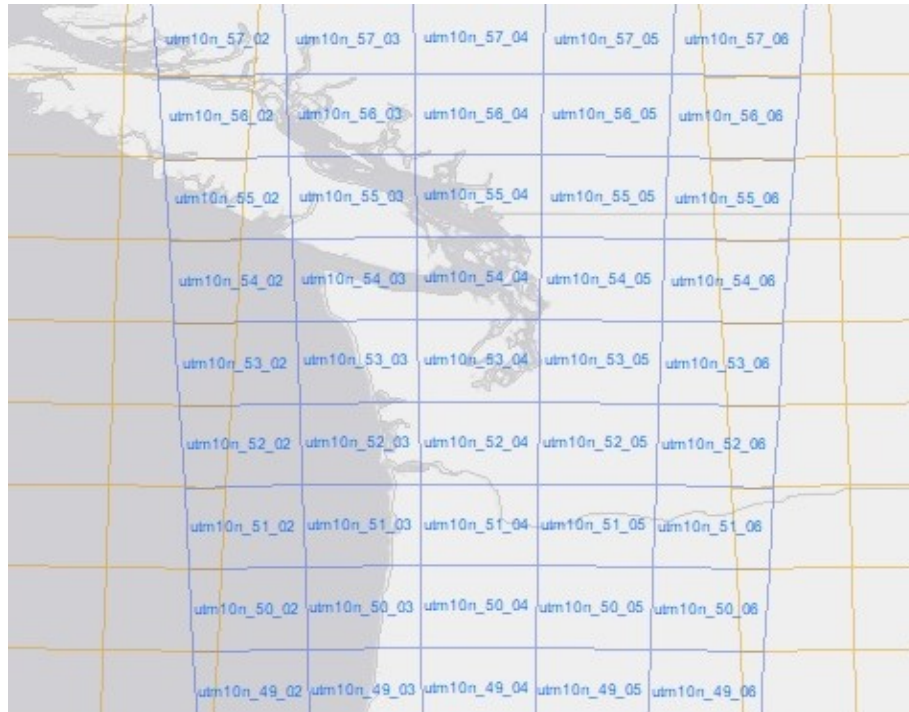 utm10n_57_02 utm10n_57_03 utm10n_57_04 utm10n_57_05 utm10n_57_06
utm10n_56_02 utm10n_56_03 utm10n_56_04 utm10n_56_05 utm10n_56_06
utm10n_55_02 utm10n_55_03 utm10n_55_04 utm10n_55_05 utm10n_55_06
utm10n_54_02 utm10n_54_03 utm10n_54_04 utm10n_54_05 utm10n_54_06
utm10n_53_02 utm10n_53_03 utm10n_53_04 utm10n_53_05 utm10n_53_06
utm10n_52_02 utm10n_52_03 utm10n_52_04 utm10n_52_05 utm10n_52_06
utm10n_51_02 utm10n_51_03 utm10n_51_04 utm10n_51_05 utm10n_51_06
utm10n_50_02 utm10n_50_03 utm10n_50_04 utm10n_50_05 utm10n_50_06
utm10n_49_02 utm10n_49_03 utm10n_49_04 utm10n_49_05 utm10n_49_06